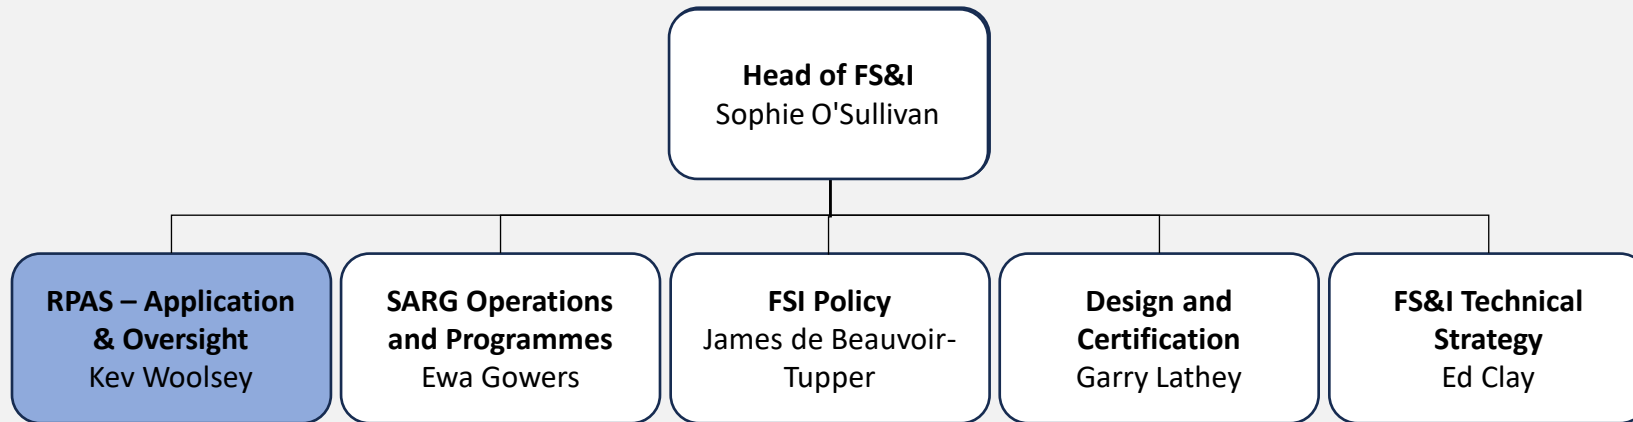 Head of FS&I
Sophie O'Sullivan
RPAS – Application
& Oversight
Kev Woolsey
SARG Operations
and Programmes
Ewa Gowers
FSI Policy
James de Beauvoir-
Tupper
Design and
Certification
Garry Lathey
FS&I Technical
Strategy
Ed Clay